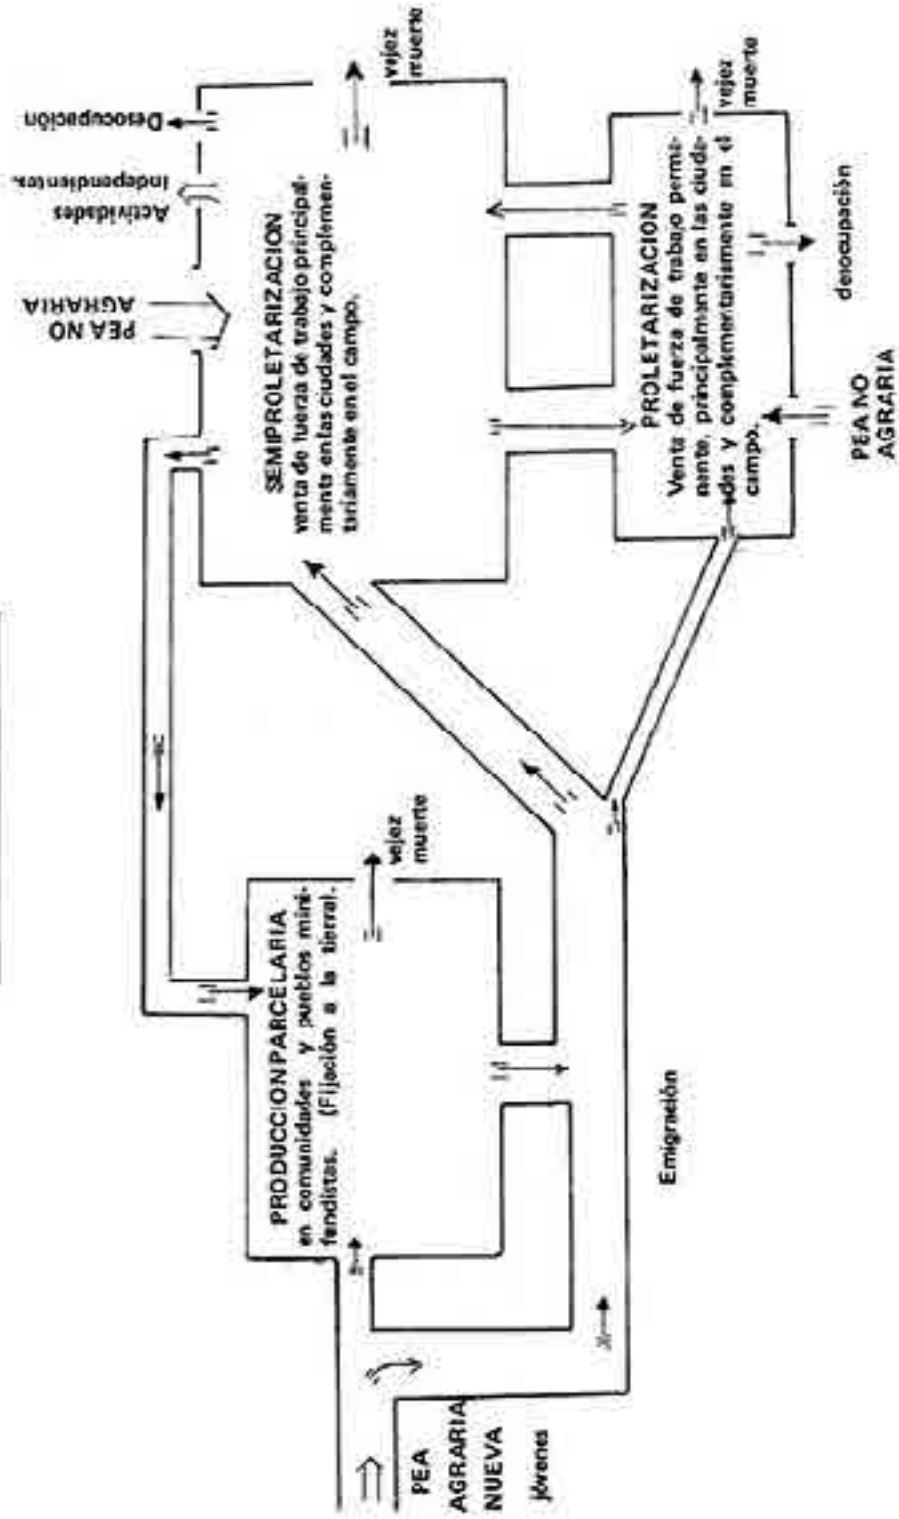 PEA
AGRARIA
NUEVA
jóvenes
PRODUCCION PARCELARIA
en comunidades y pueblos mini-
fundistas. (Fijación a la tierra).
vejez
muerte
Emigración
SEMIPROLETARIZACION
venta de fuerza de trabajo principal-
mente en las ciudades y complemen-
tariamente en el campo.
PEA NO
AGRARIA
Actividades
Independientes.
Desocupación
vejez
muerte
PROLETARIZACION
Venta de fuerza de trabajo perma-
nente, principalmente en las ciuda-
des y complementariamente en el
campo.
vejez
muerte
PEA NO
AGRARIA
desocupación